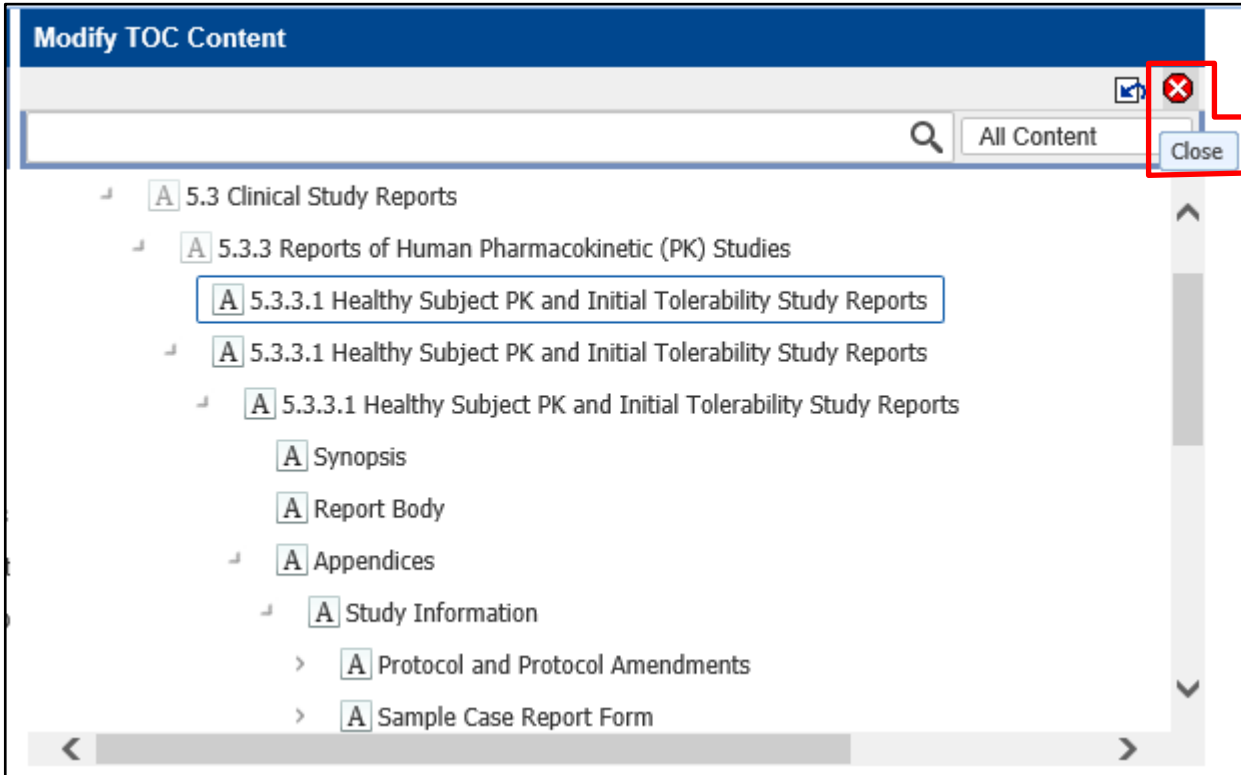 Modify TOC Content
All Content
Close
A 5.3 Clinical Study Reports
A 5.3.3 Reports of Human Pharmacokinetic (PK) Studies
A 5.3.3.1 Healthy Subject PK and Initial Tolerability Study Reports
A 5.3.3.1 Healthy Subject PK and Initial Tolerability Study Reports
A 5.3.3.1 Healthy Subject PK and Initial Tolerability Study Reports
A Synopsis
A Report Body
A Appendices
A Study Information
A Protocol and Protocol Amendments
A Sample Case Report Form